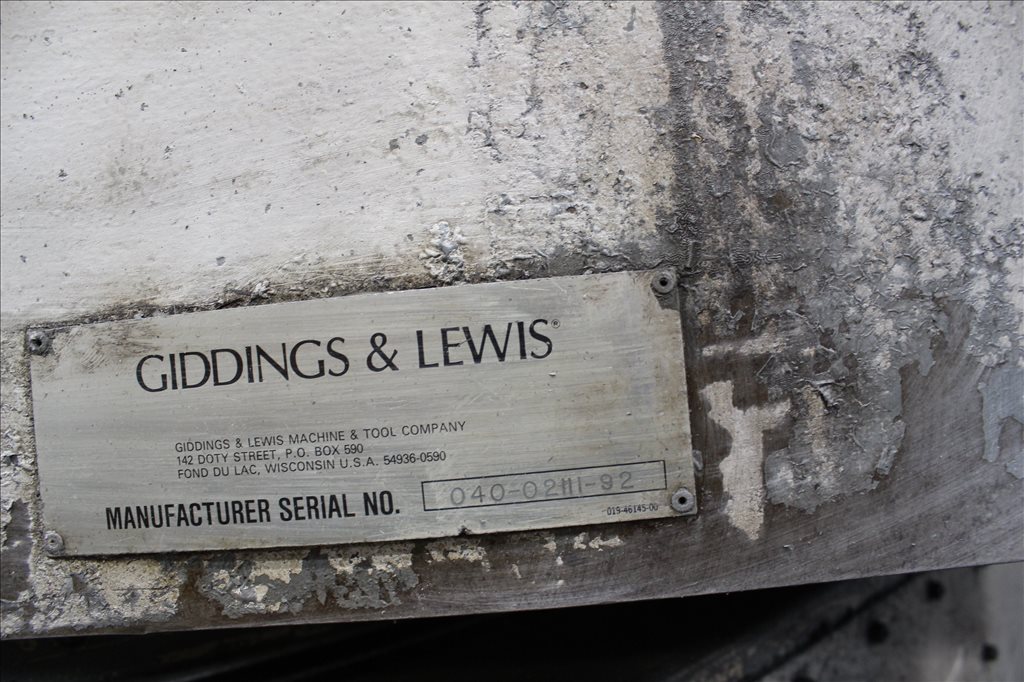 GIDDINGS & LEWIS®
GIDDINGS & LEWIS MACHINE & TOOL COMPANY
142 DOTY STREET, P.O. BOX 590
FOND DU LAC, WISCONSIN U.S.A. 54936-0590
MANUFACTURER SERIAL NO. 040-02111-92
019-46145-00